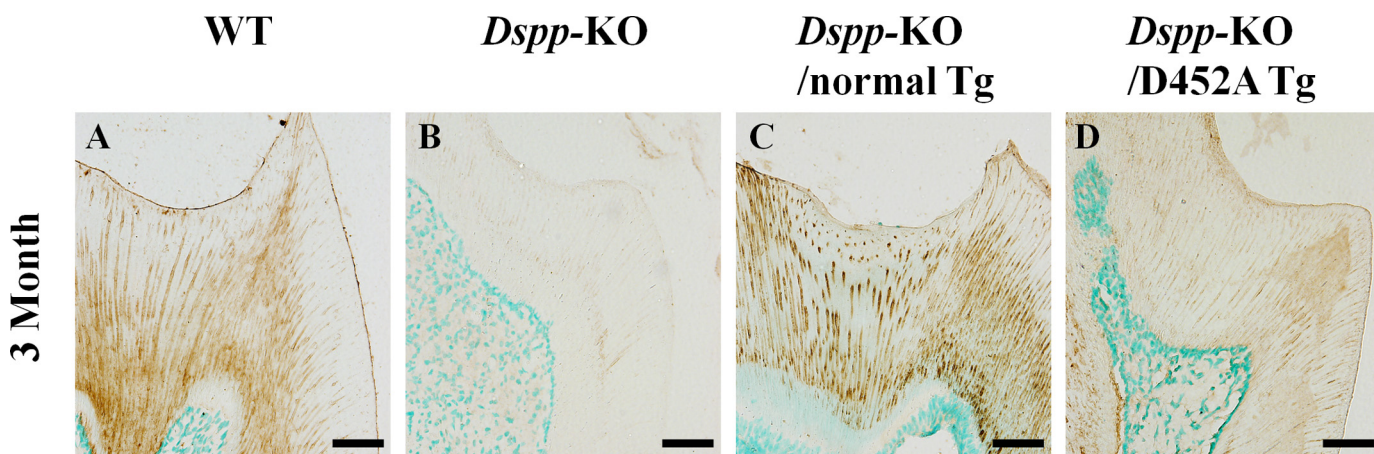 WT
Dspp-KO
Dspp-KO
/normal Tg
Dspp-KO
/D452A Tg
3 Month
A
B
C
D